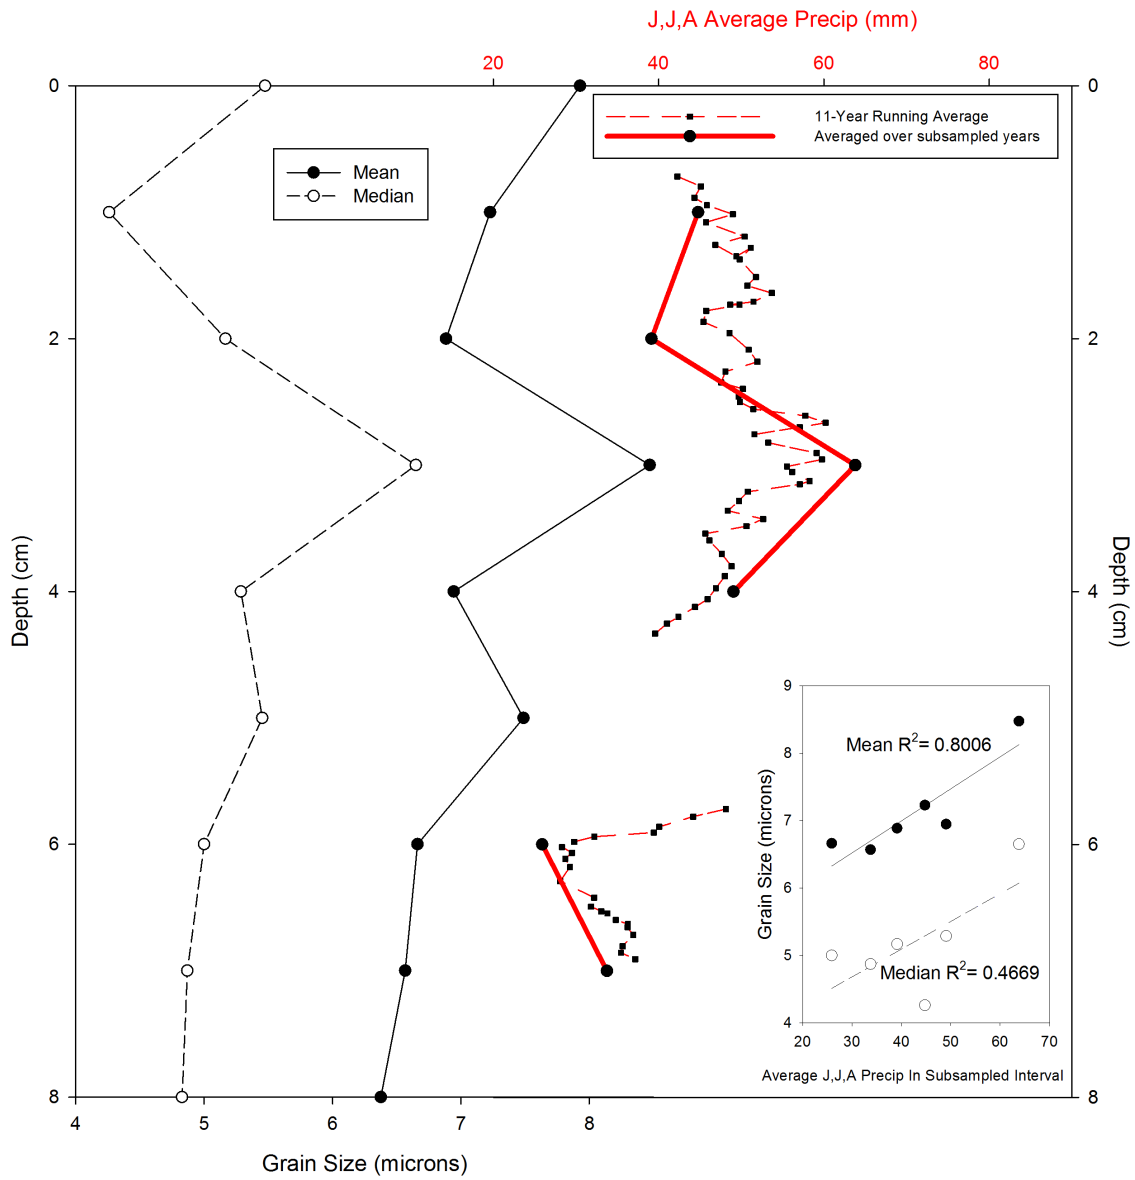 J,J,A Average Precip (mm)
20 40 60 80
0 0
11-Year Running Average
Averaged over subsampled years
Mean
Median
2 2
Depth (cm)
Depth (cm)
4 4
9
Mean R2= 0.8006
8
7
Grain Size (microns)
6 6
6
5
Median R2= 0.4669
4
20 30 40 50 60 70
Average J,J,A Precip In Subsampled Interval
8 8
4 5 6 7 8
Grain Size (microns)